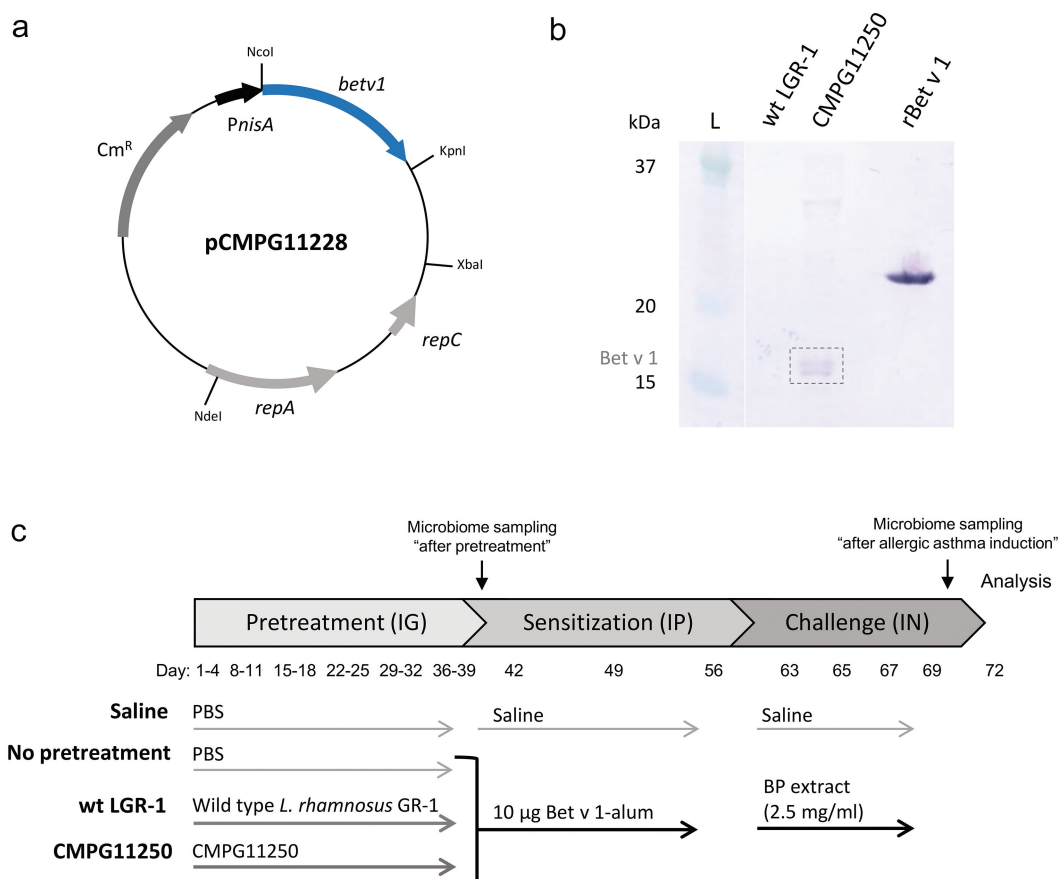 a
NcoI
betv1
PnisA
CmR
KpnI
pCMPG11228
XbaI
repC
repA
NdeI
b
wt LGR-1
CMPG11250
rBet v 1
kDa
L
37
20
Bet v 1
15
c
Microbiome sampling
“after pretreatment”
Microbiome sampling
“after allergic asthma induction”
Analysis
Pretreatment (IG)
Sensitization (IP)
Challenge (IN)
Day: 1-4 8-11 15-18 22-25 29-32 36-39 42 49 56 63 65 67 69 72
Saline PBS Saline Saline
No pretreatment PBS
wt LGR-1 Wild type L. rhamnosus GR-1
10 µg Bet v 1-alum
BP extract
(2.5 mg/ml)
CMPG11250 CMPG11250